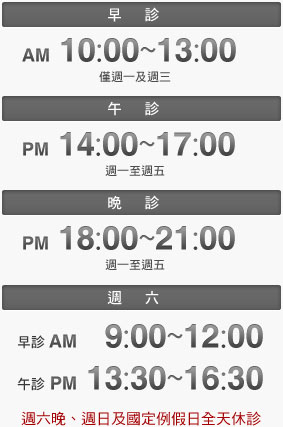 早 診
AM 10:00~13:00
僅週一及週三
午 診
PM 14:00~17:00
週一至週五
晚 診
PM 18:00~21:00
週一至週五
週 六
早診 AM 9:00~12:00
午診 PM 13:30~16:30
週六晚、週日及國定例假日全天休診